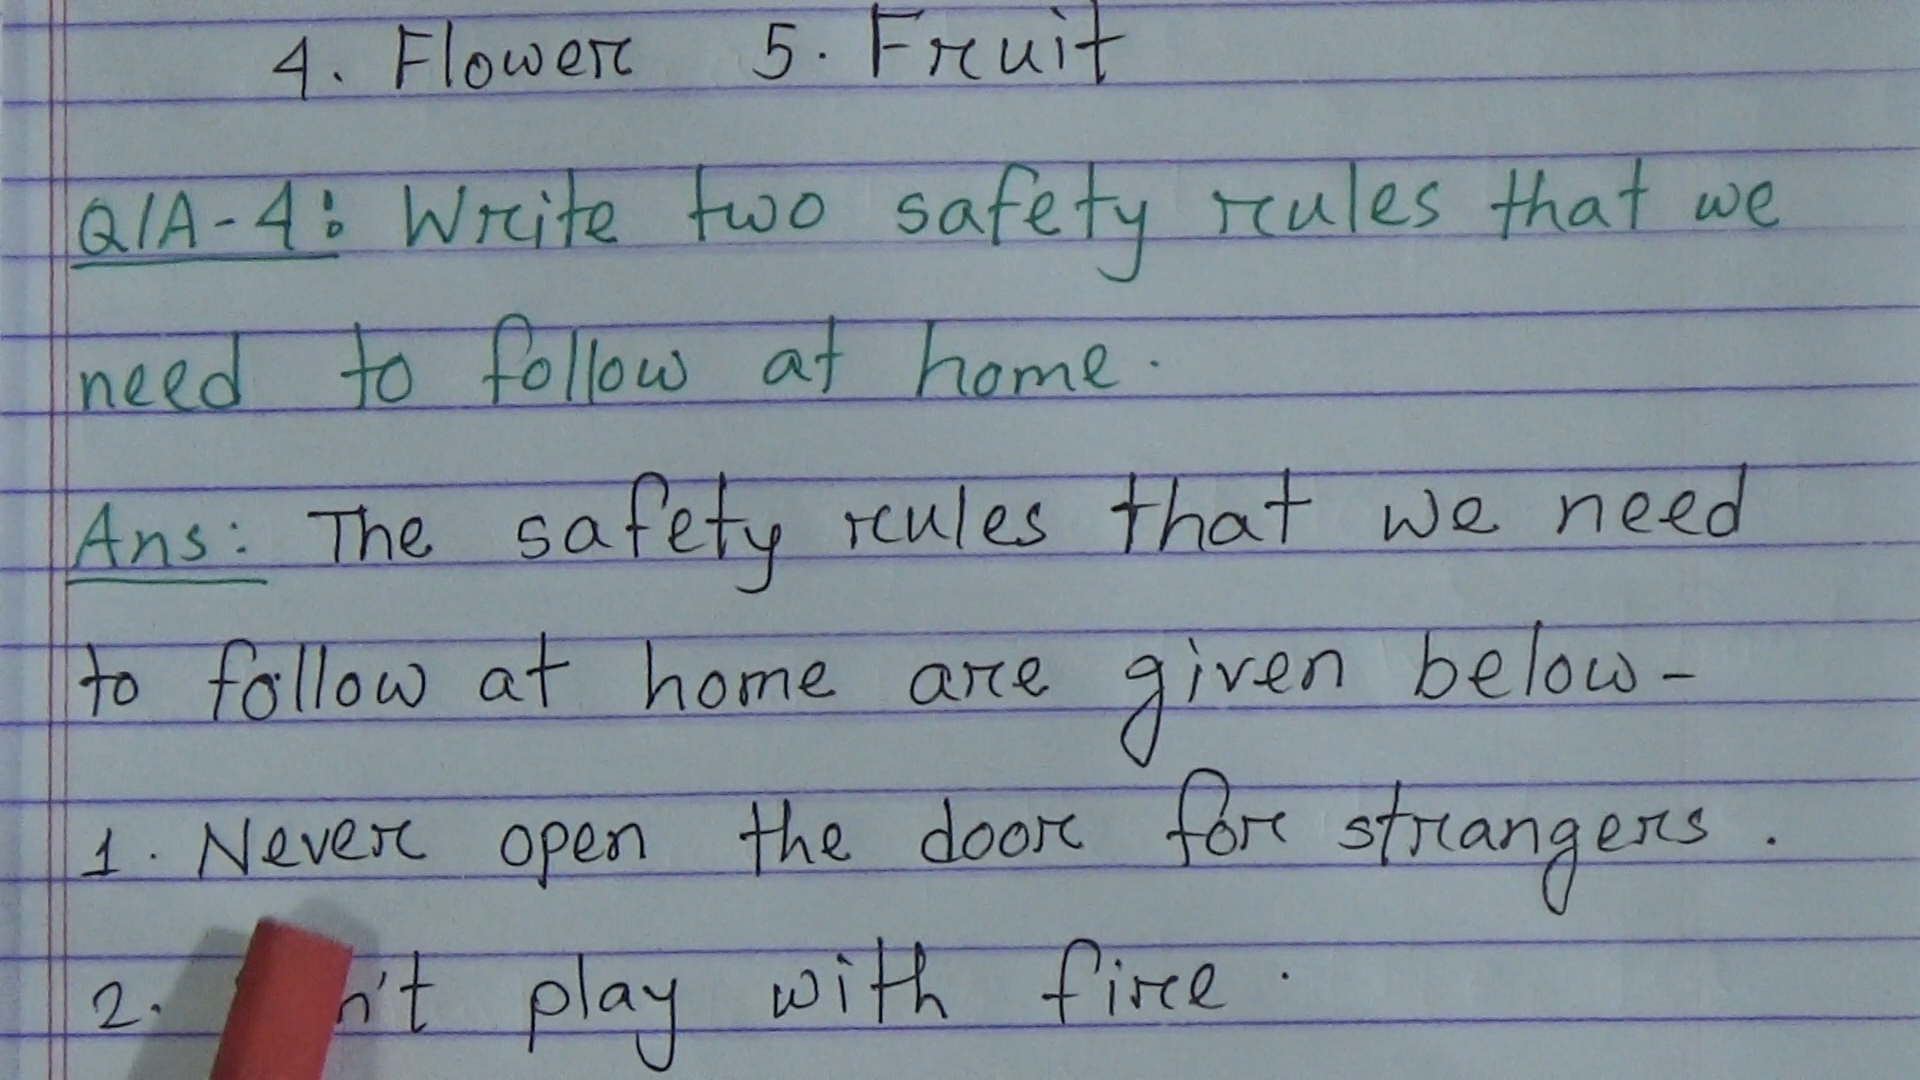 4. Flower 5. Fruit
Q/A-4: Write two safety rules that we
need to follow at home.
Ans: The safety rules that we need
to follow at home are given below-
1. Never open the door for strangers.
2. play with fire.